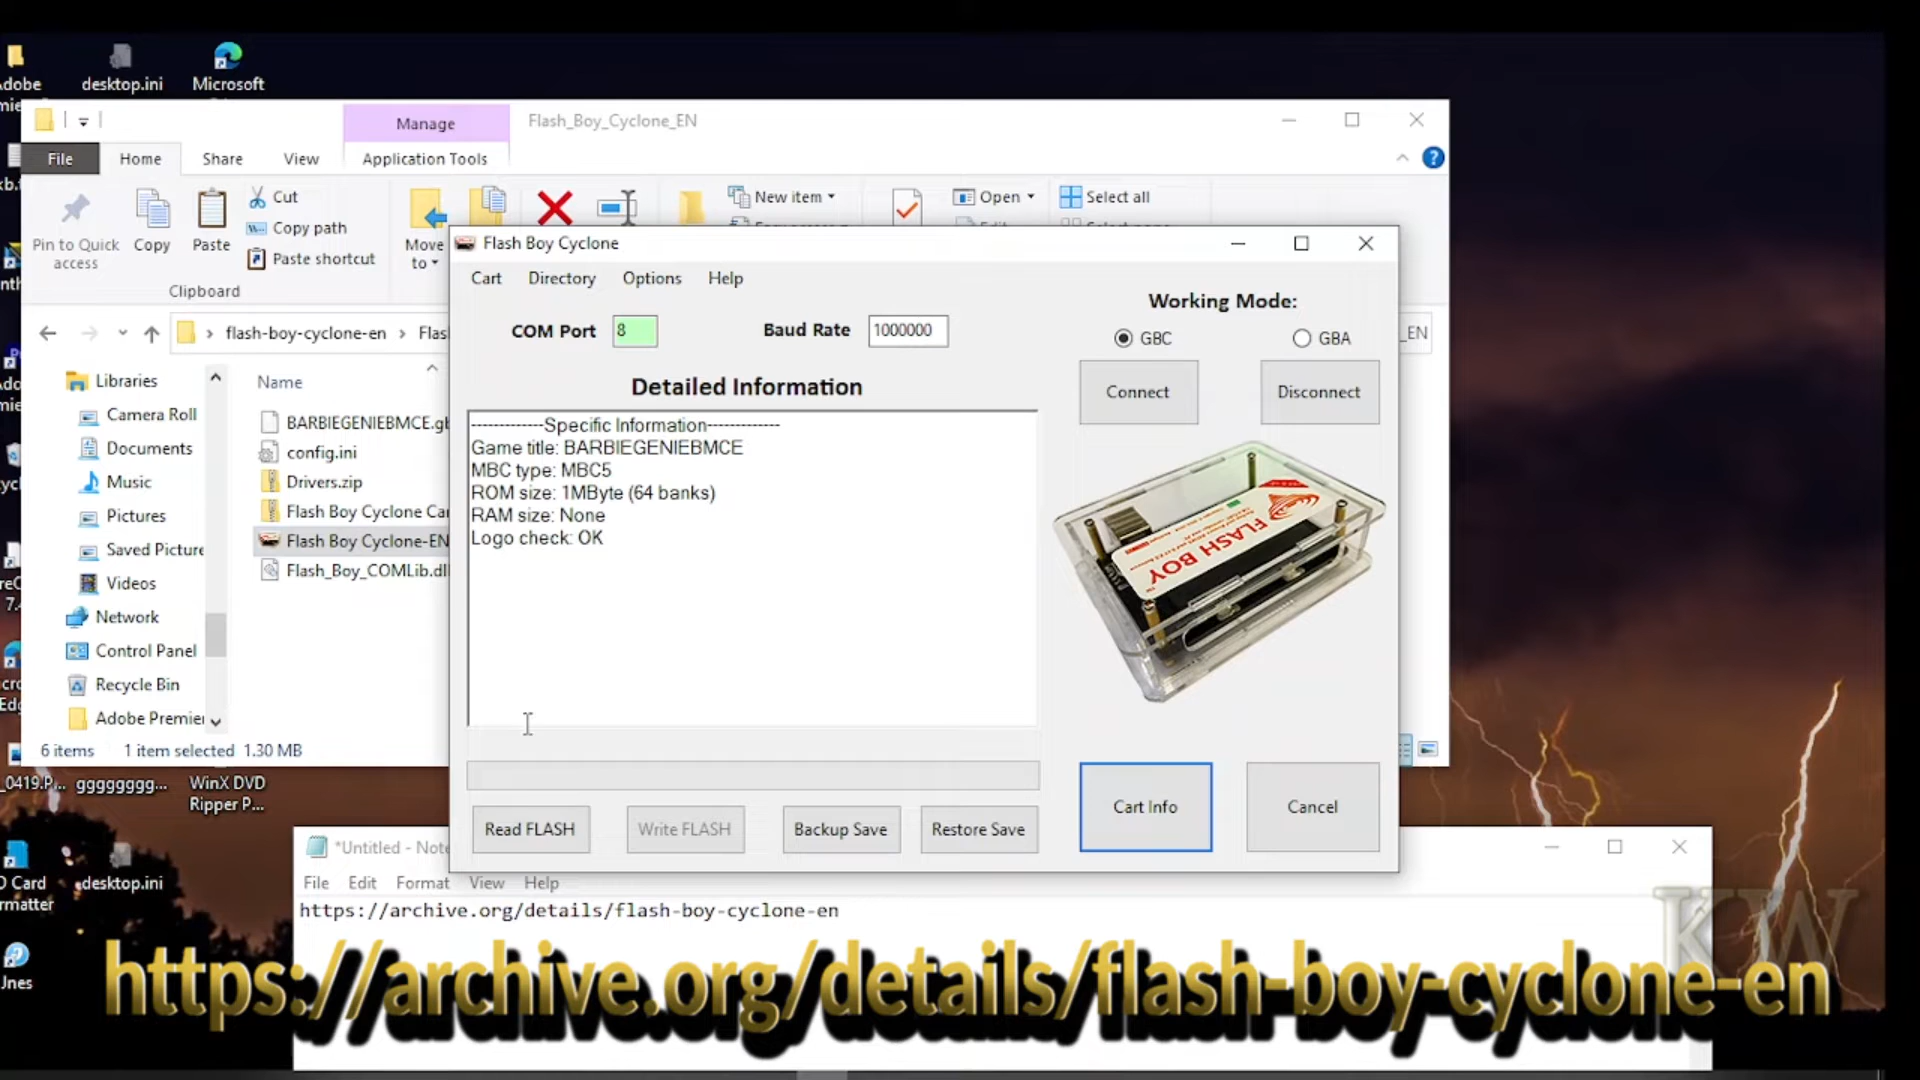 Adobe
desktop.ini
Microsoft
Manage
Flash_Boy_Cyclone_EN
File
Home
Share
View
Application Tools
Pin to Quick
access
Copy
Paste
Cut
Copy path
Paste shortcut
Move
to
New item
Open
Select all
Clipboard
flash-boy-cyclone-en
_EN
Libraries
Camera Roll
Documents
Music
Pictures
Saved Picture
Videos
Network
Control Panel
Recycle Bin
Adobe Premier
Name
BARBIEGENIEBMCE.gb
config.ini
Drivers.zip
Flash Boy Cyclone Car
Flash Boy Cyclone-EN
Flash_Boy_COMLib.dll
6 items
1 item selected 1.30 MB
Flash Boy Cyclone
Cart
Directory
Options
Help
COM Port
8
Baud Rate
1000000
Working Mode:
GBC
GBA
Connect
Disconnect
Detailed Information
-------------Specific Information-------------
Game title: BARBIEGENIEBMCE
MBC type: MBC5
ROM size: 1MByte (64 banks)
RAM size: None
Logo check: OK
FLASH BOY
Read FLASH
Write FLASH
Backup Save
Restore Save
Cart Info
Cancel
_0419.P...
gggggggg...
WinX DVD
Ripper P...
D Card
rmatter
desktop.ini
Jnes
*Untitled - Note
File
Edit
Format
View
Help
https://archive.org/details/flash-boy-cyclone-en
KW
https://archive.org/details/flash-boy-cyclone-en